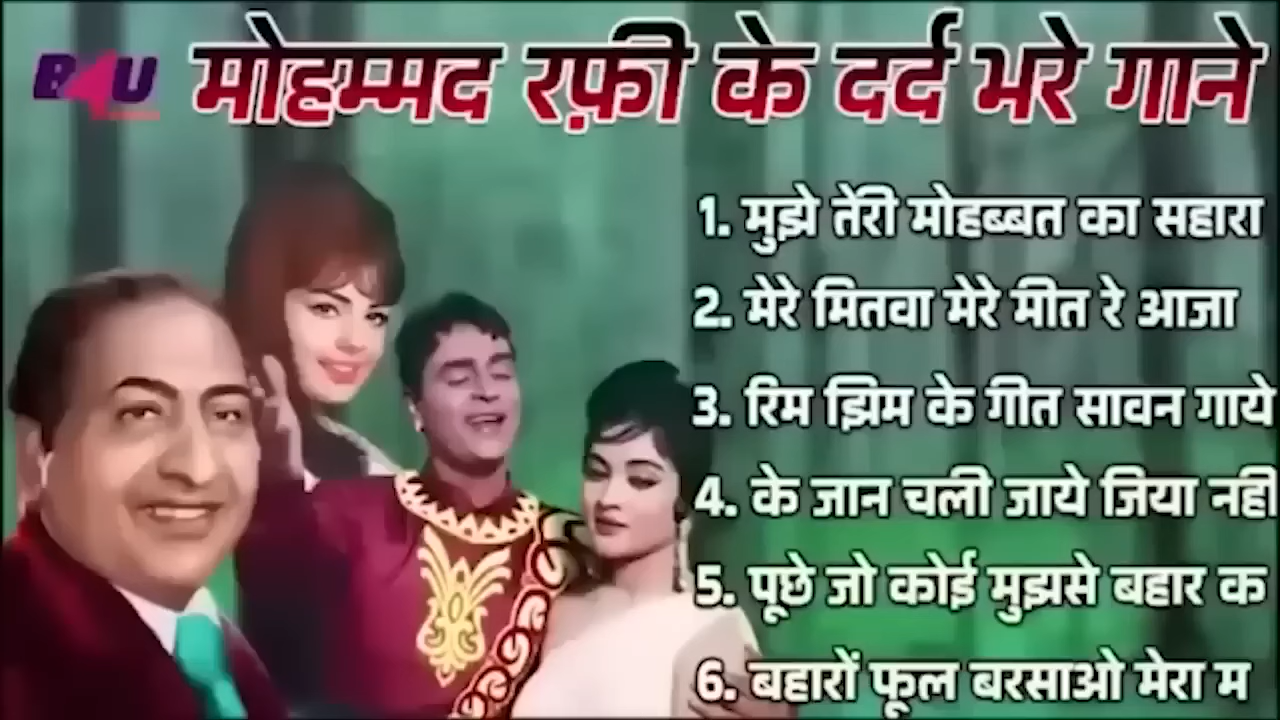 B4U
मोहम्मद रफ़ी के दर्द भरे गाने
1. मुझे तेरी मोहब्बत का सहारा
2. मेरे मितवा मेरे मीत रे आजा
3. रिम झिम के गीत सावन गाये
4. के जान चली जाये जिया नही
5. पूछे जो कोई मुझसे बहार क
6. बहारों फूल बरसाओ मेरा म